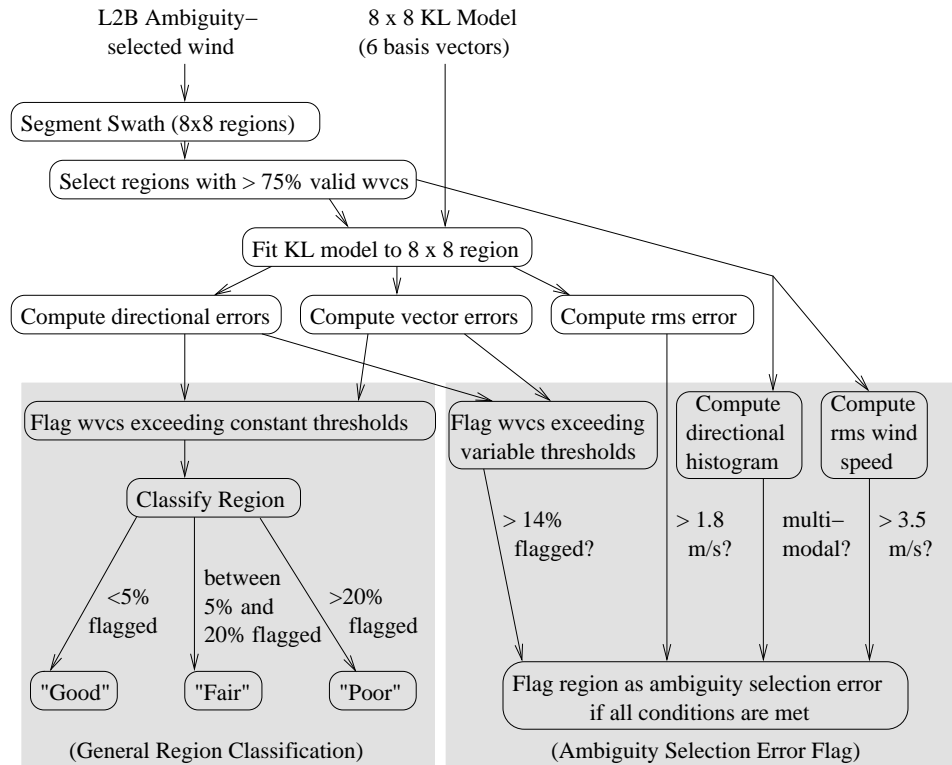 L2B Ambiguity–
selected wind
8 x 8 KL Model
(6 basis vectors)
Segment Swath (8x8 regions)
Select regions with > 75% valid wvcs
Fit KL model to 8 x 8 region
Compute directional errors
Compute vector errors
Compute rms error
Flag wvcs exceeding constant thresholds
Flag wvcs exceeding
variable thresholds
Compute
directional
histogram
Compute
rms wind
speed
Classify Region
> 14%
flagged?
> 1.8
m/s?
multi–
modal?
> 3.5
m/s?
<5%
flagged
between
5% and
20% flagged
>20%
flagged
"Good"
"Fair"
"Poor"
Flag region as ambiguity selection error
if all conditions are met
(General Region Classification)
(Ambiguity Selection Error Flag)